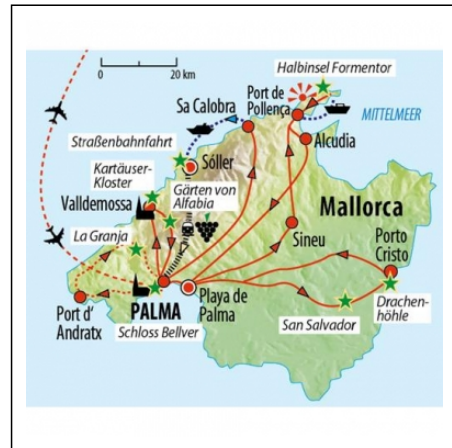 0
20 km
Halbinsel Formentor
Port de
Pollença
Sa Calobra
MITTELMEER
Straßenbahnfahrt
Alcudia
Sóller
Kartäuser-
Kloster
Gärten von
Alfabia
Valldemossa
Mallorca
La Granja
Sineu
Porto
Cristo
Port d'
Andratx
PALMA
Playa de
Palma
Schloss Bellver
San Salvador
Drachen-
höhle